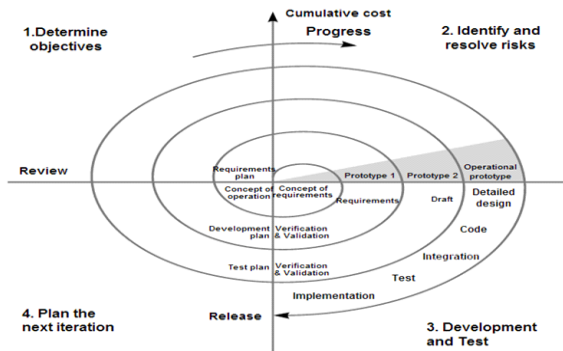 Cumulative cost
1.Determine
objectives
Progress
2. Identify and
resolve risks
Review
Requirements
plan
Prototype 1
Prototype 2
Operational
prototype
Concept of
operation
Concept of
requirements
Requirements
Draft
Detailed
design
Development
plan
Verification
& Validation
Code
Integration
Test plan
Verification
& Validation
Test
Implementation
Release
4. Plan the
next iteration
3. Development
and Test